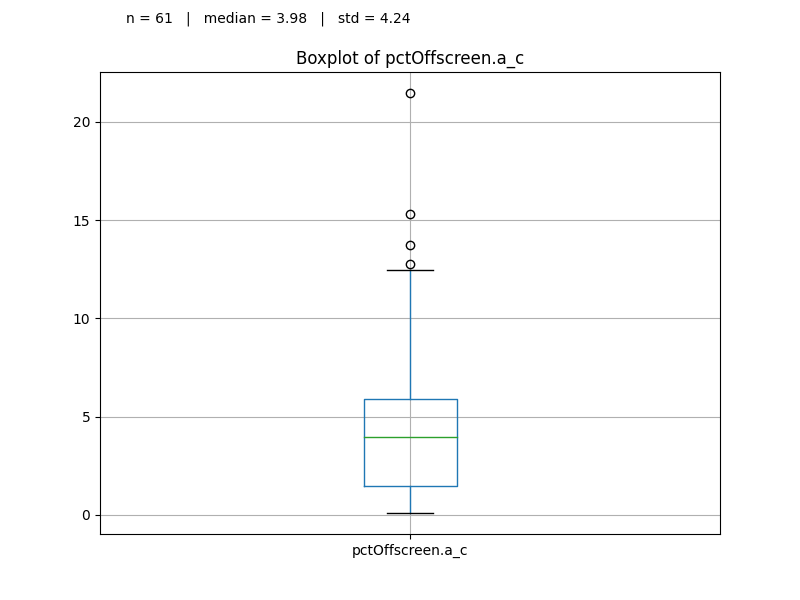 n = 61   |   median = 3.98   |   std = 4.24
Boxplot of pctOffscreen.a_c
20
15
10
5
0
pctOffscreen.a_c